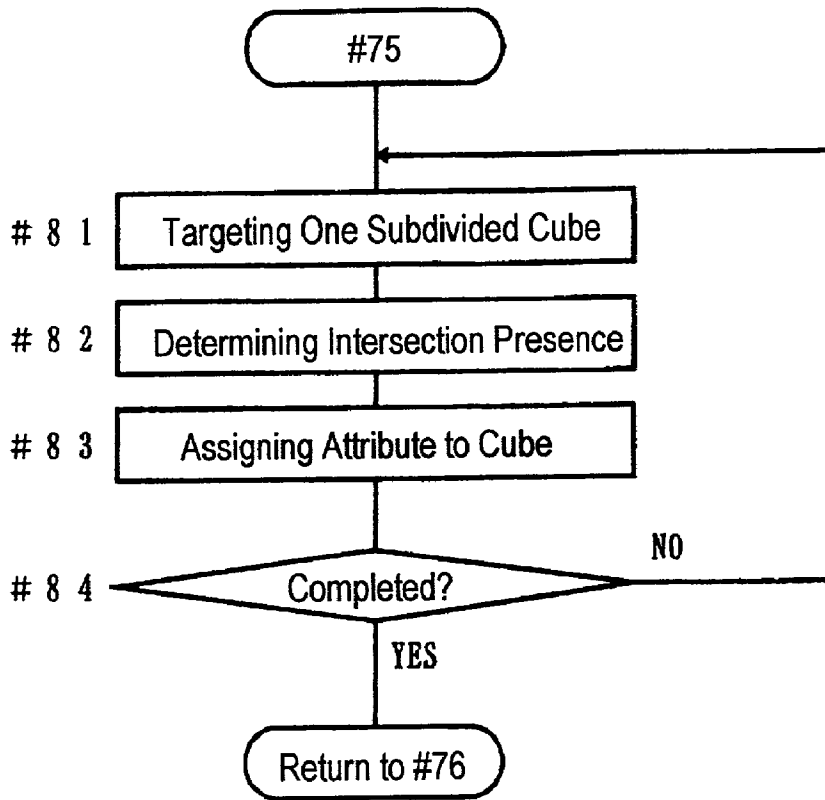 #75
# 8 1 Targeting One Subdivided Cube
# 8 2 Determining Intersection Presence
# 8 3 Assigning Attribute to Cube
NO
# 8 4 Completed?
YES
Return to #76